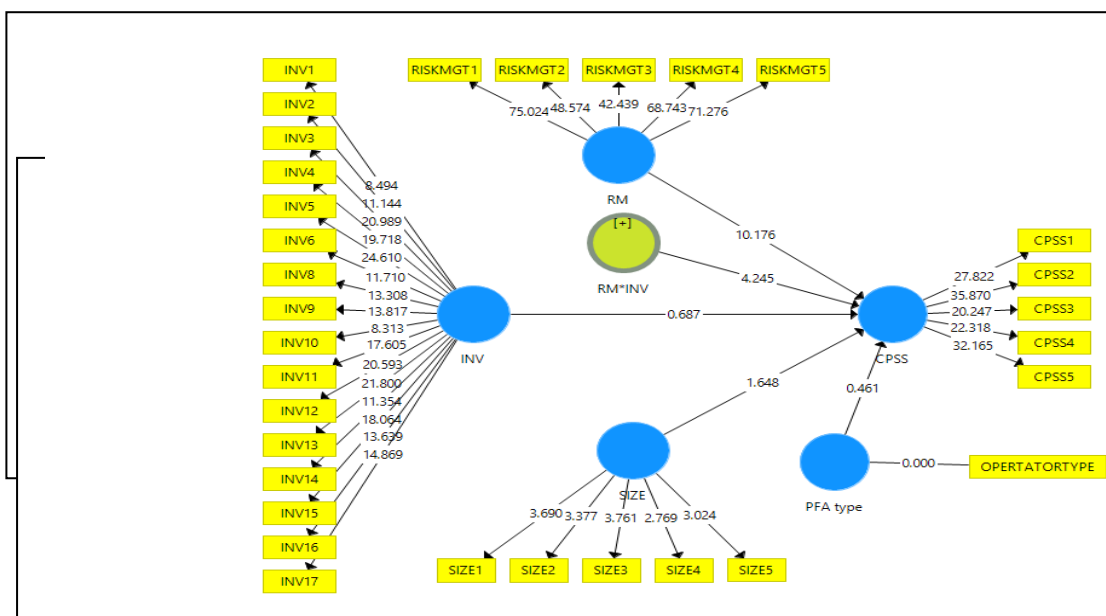 INV1
INV2
INV3
INV4
INV5
INV6
INV8
INV9
INV10
INV11
INV12
INV13
INV14
INV15
INV16
INV17
8.494
11.144
20.989
19.718
24.610
11.710
13.308
13.817
8.313
17.605
20.593
21.800
11.354
18.064
13.639
14.869
INV
RISKMGT1
RISKMGT2
RISKMGT3
RISKMGT4
RISKMGT5
75.024
48.574
42.439
68.743
71.276
RM
[+]
RM*INV
10.176
4.245
0.687
1.648
0.461
SIZE
3.690
3.377
3.761
2.769
3.024
SIZE1
SIZE2
SIZE3
SIZE4
SIZE5
PFA type
0.000
OPERTATORTYPE
CPSS
27.822
35.870
20.247
22.318
32.165
CPSS1
CPSS2
CPSS3
CPSS4
CPSS5